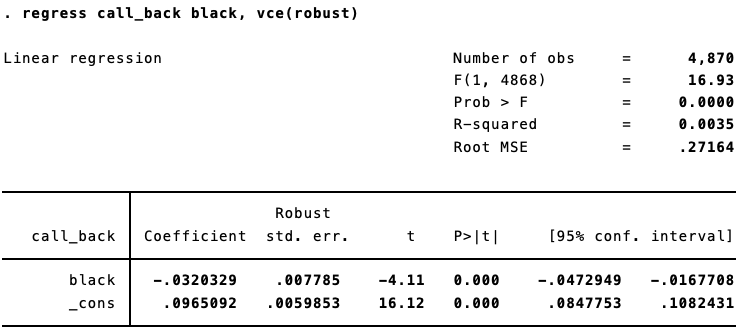 . regress call_back black, vce(robust)
Linear regression Number of obs = 4,870
F(1, 4868) = 16.93
Prob > F = 0.0000
R-squared = 0.0035
Root MSE = .27164
Robust
call_back Coefficient std. err. t P>|t| [95% conf. interval]
black -.0320329 .007785 -4.11 0.000 -.0472949 -.0167708
_cons .0965092 .0059853 16.12 0.000 .0847753 .1082431